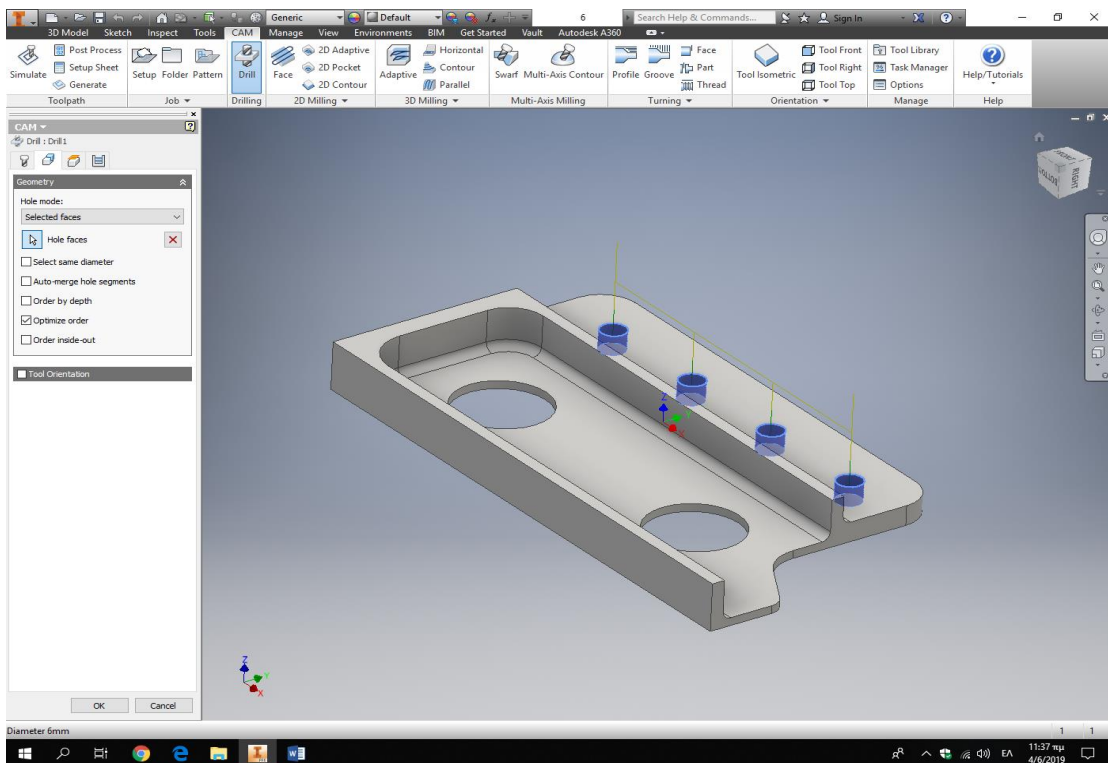 Generic Default 6 Search Help & Commands... Sign In
3D Model Sketch Inspect Tools CAM Manage View Environments BIM Get Started Vault Autodesk A360
Post Process 2D Adaptive Horizontal Face Tool Front Tool Library
Setup Sheet 2D Pocket Contour Part Tool Right Task Manager
Simulate Generate Setup Folder Pattern Drill Face 2D Contour Adaptive Parallel Swarf Multi-Axis Contour Profile Groove Thread Tool Isometric Tool Top Options Help/Tutorials
Toolpath Job Drilling 2D Milling 3D Milling Multi-Axis Milling Turning Orientation Manage Help
CAM
Drill : Drill1
Geometry
Hole mode:
Selected faces
Hole faces
Select same diameter
Auto-merge hole segments
Order by depth
Optimize order
Order inside-out
Tool Orientation
FRONT
BOTTOM RIGHT
Z
X
Z
Y
X
OK Cancel
Diameter 6mm 1 1
ΕΛ 11:37 πμ
4/6/2019